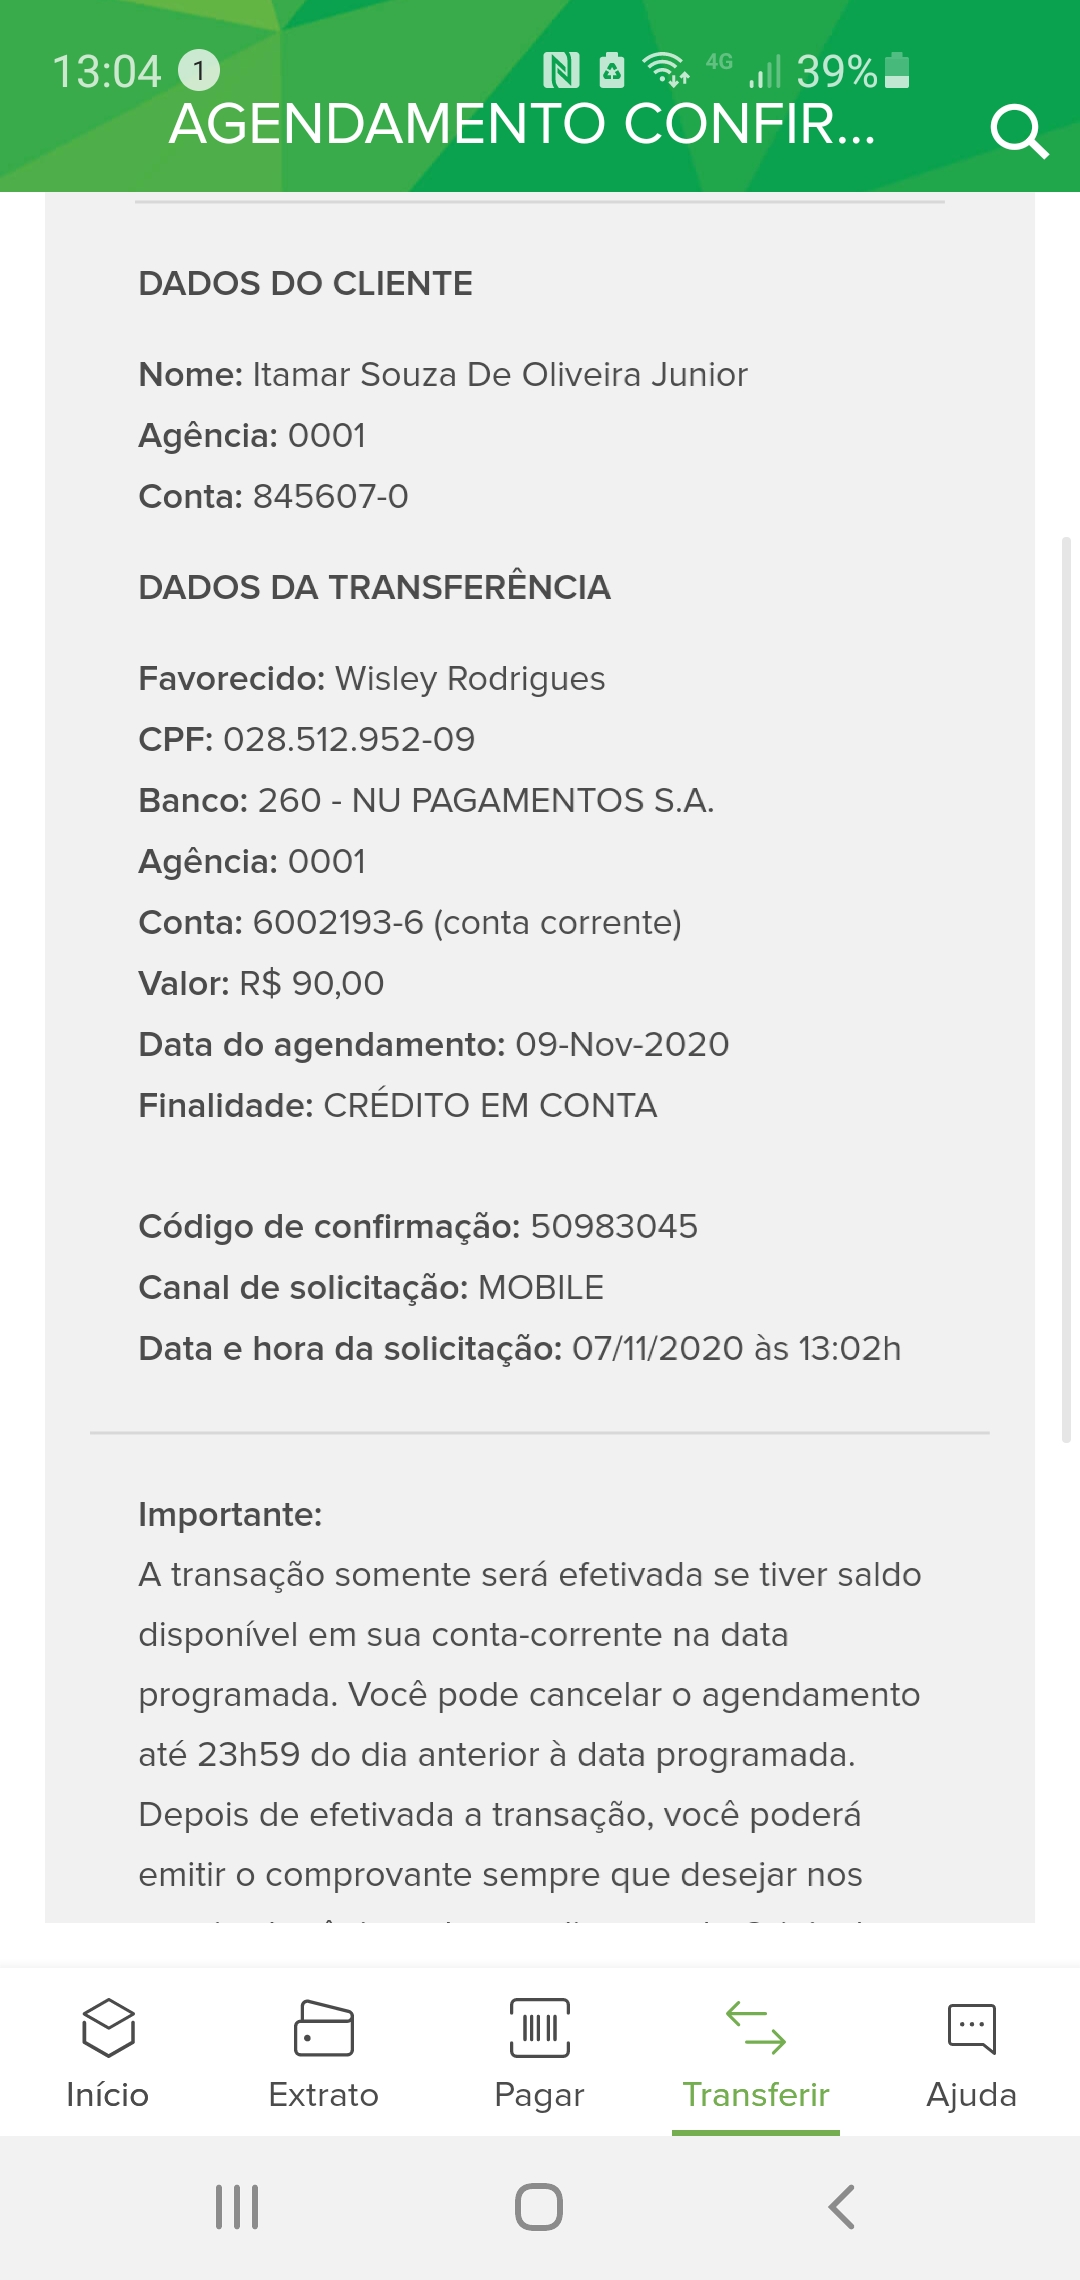 13:04 1 4G 39%
AGENDAMENTO CONFIR...
DADOS DO CLIENTE
Nome: Itamar Souza De Oliveira Junior
Agência: 0001
Conta: 845607-0
DADOS DA TRANSFERÊNCIA
Favorecido: Wisley Rodrigues
CPF: 028.512.952-09
Banco: 260 - NU PAGAMENTOS S.A.
Agência: 0001
Conta: 6002193-6 (conta corrente)
Valor: R$ 90,00
Data do agendamento: 09-Nov-2020
Finalidade: CRÉDITO EM CONTA
Código de confirmação: 50983045
Canal de solicitação: MOBILE
Data e hora da solicitação: 07/11/2020 às 13:02h
Importante:
A transação somente será efetivada se tiver saldo
disponível em sua conta-corrente na data
programada. Você pode cancelar o agendamento
até 23h59 do dia anterior à data programada.
Depois de efetivada a transação, você poderá
emitir o comprovante sempre que desejar nos
Início Extrato Pagar Transferir Ajuda